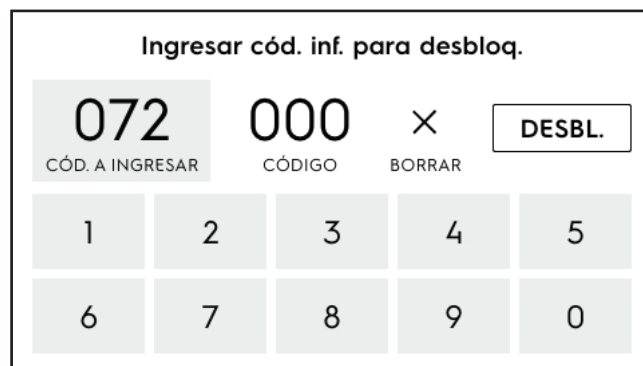 Ingresar cód. inf. para desbloq.
072 000 × DESBL.
CÓD. A INGRESAR CÓDIGO BORRAR
1 2 3 4 5
6 7 8 9 0